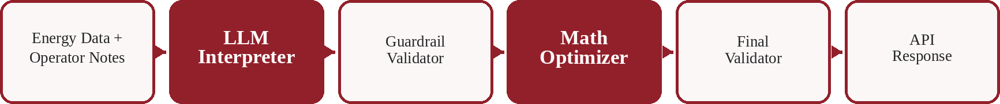 Energy Data +
Operator Notes
LLM
Interpreter
Guardrail
Validator
Math
Optimizer
Final
Validator
API
Response